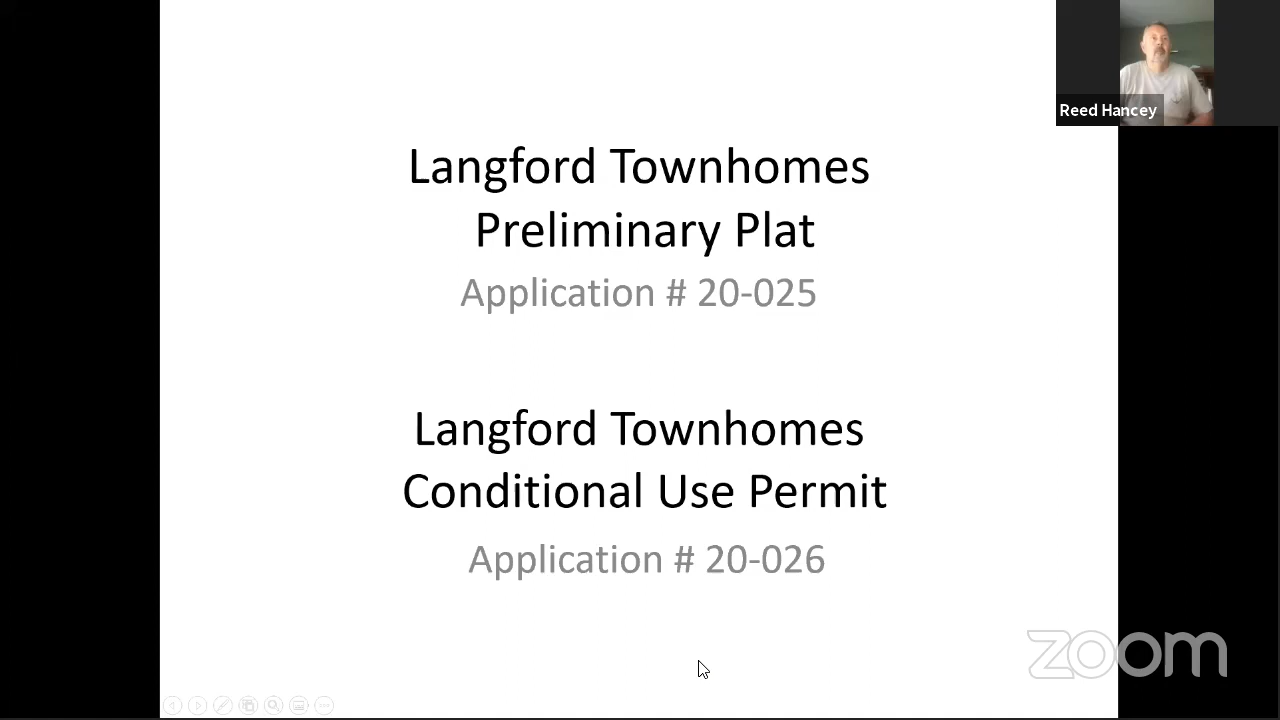 Reed Hancey
Langford Townhomes
Preliminary Plat
Application # 20-025
Langford Townhomes
Conditional Use Permit
Application # 20-026
zoom